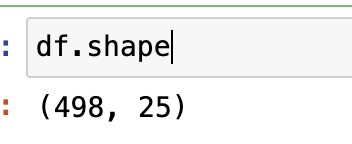 : df.shape
: (498, 25)